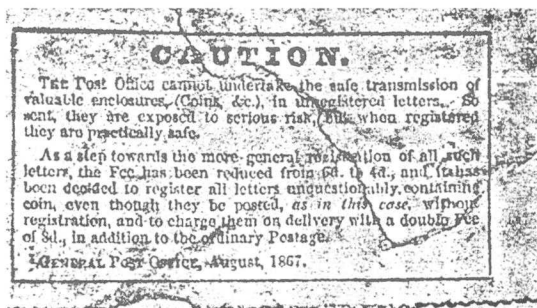 CAUTION.
THE Post Office cannot undertake the safe transmission of
valuable enclosures, (Coins, &c.), in unregistered letters. So
sent, they are exposed to serious risk, but when registered
they are practically safe.
As a step towards the more general registration of all such
letters, the Fee has been reduced from 6d. to 4d., and it has
been decided to register all letters unquestionably containing
coin, even though they be posted, as in this case, without
registration, and to charge them on delivery with a double Fee
of 8d., in addition to the ordinary Postage.
GENERAL POST OFFICE, August, 1867.